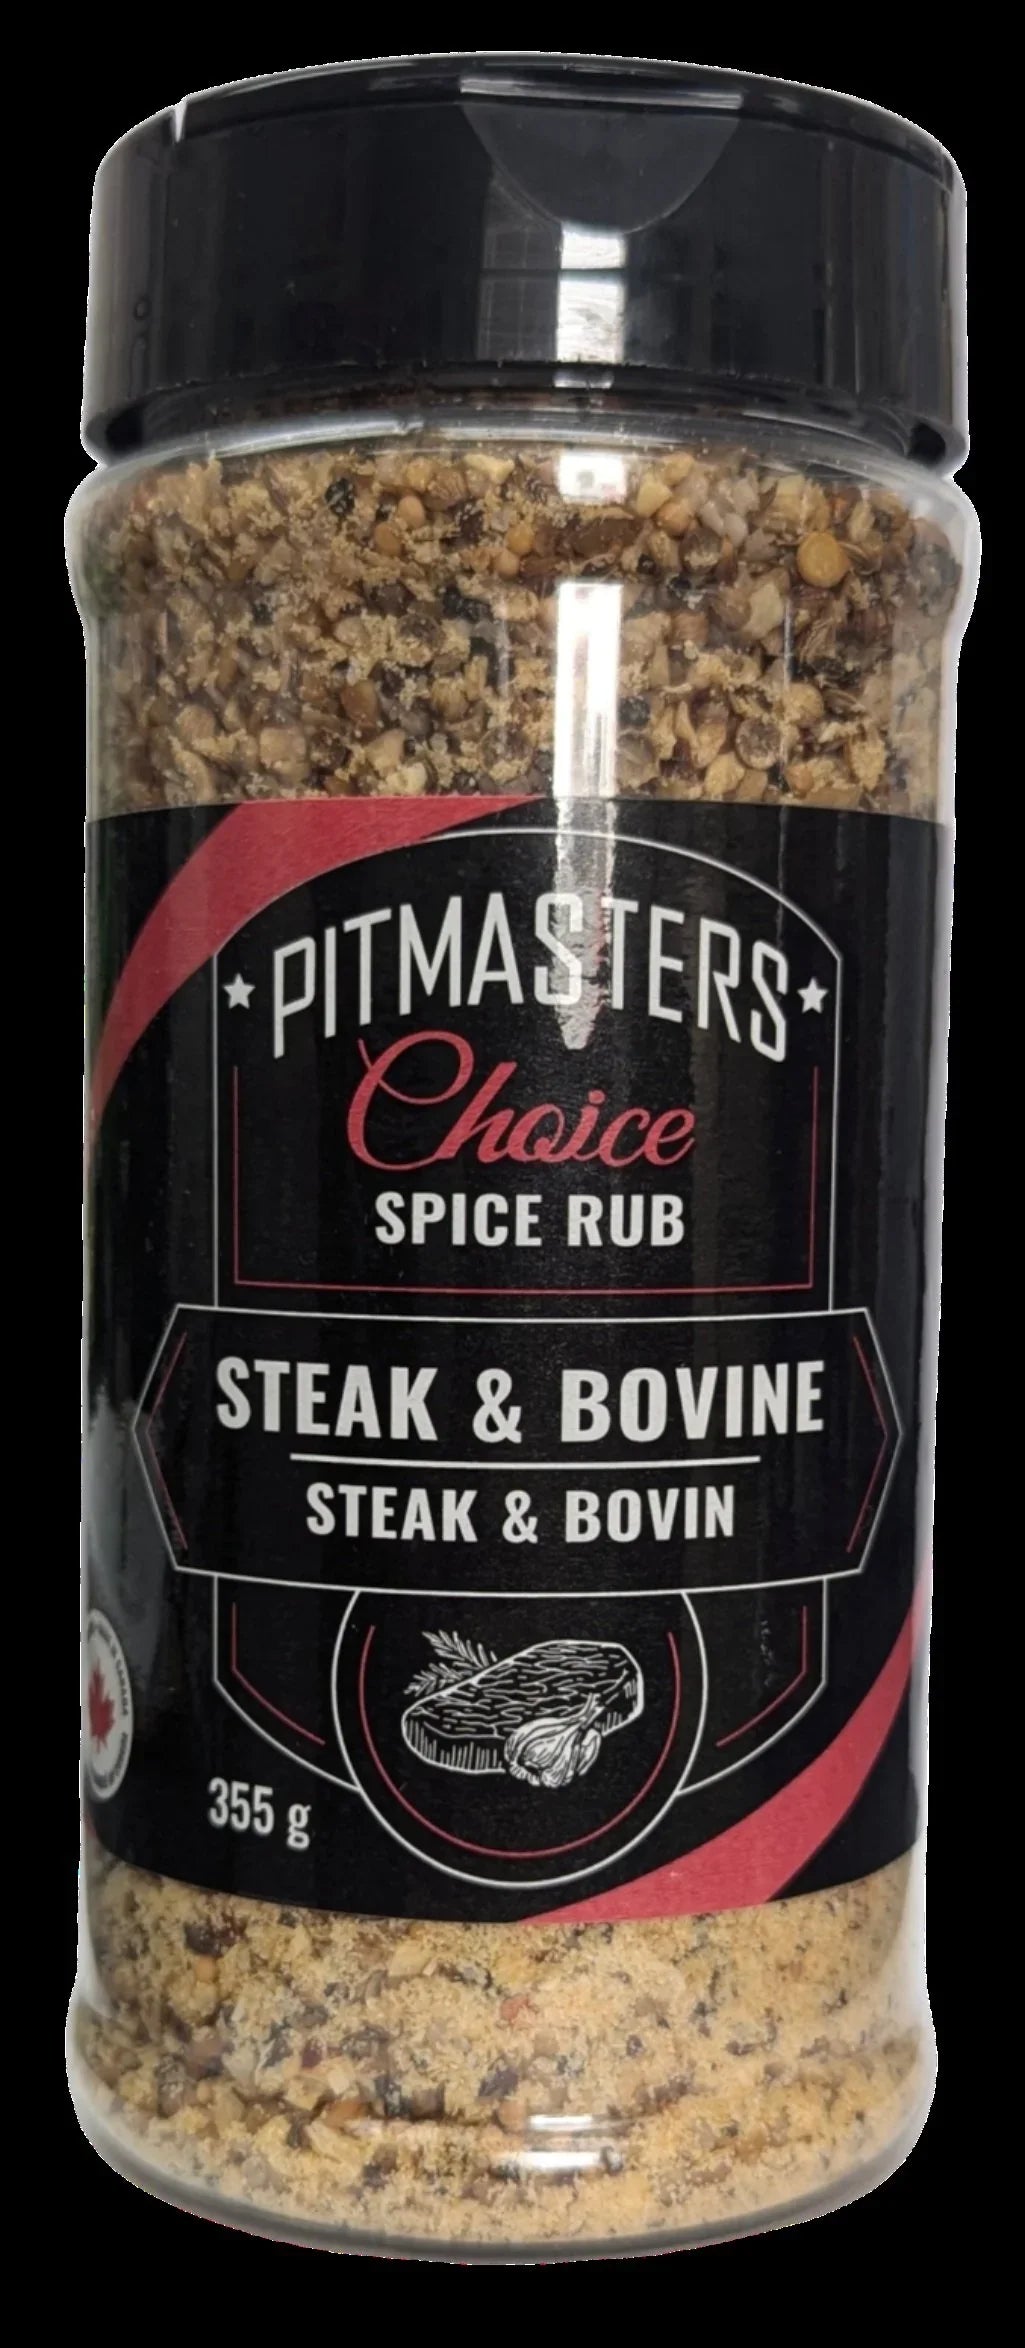 PITMASTERS
Choice
SPICE RUB
STEAK & BOVINE
STEAK & BOVIN
355 g